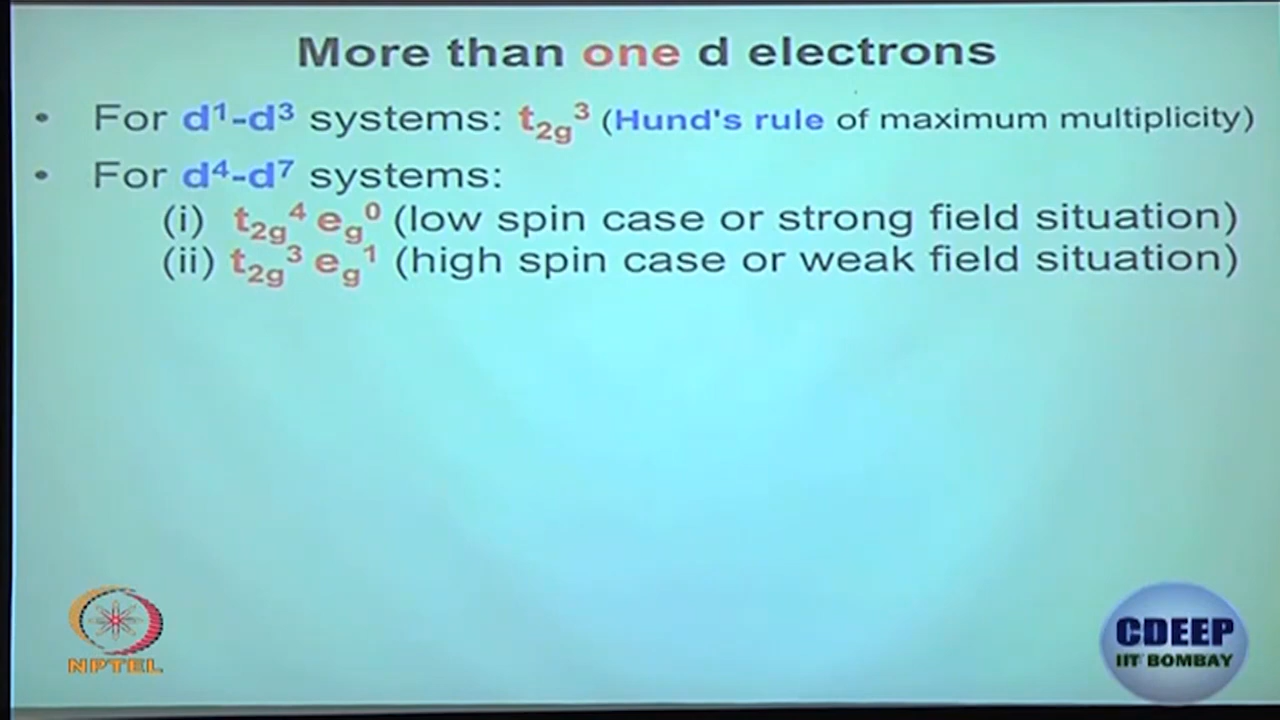 More than one d electrons
• For d¹-d³ systems: t₂g³ (Hund's rule of maximum multiplicity)
• For d⁴-d⁷ systems:
(i) t₂g⁴ eg⁰ (low spin case or strong field situation)
(ii) t₂g³ eg¹ (high spin case or weak field situation)
NPTEL
CDEEP
IIT BOMBAY